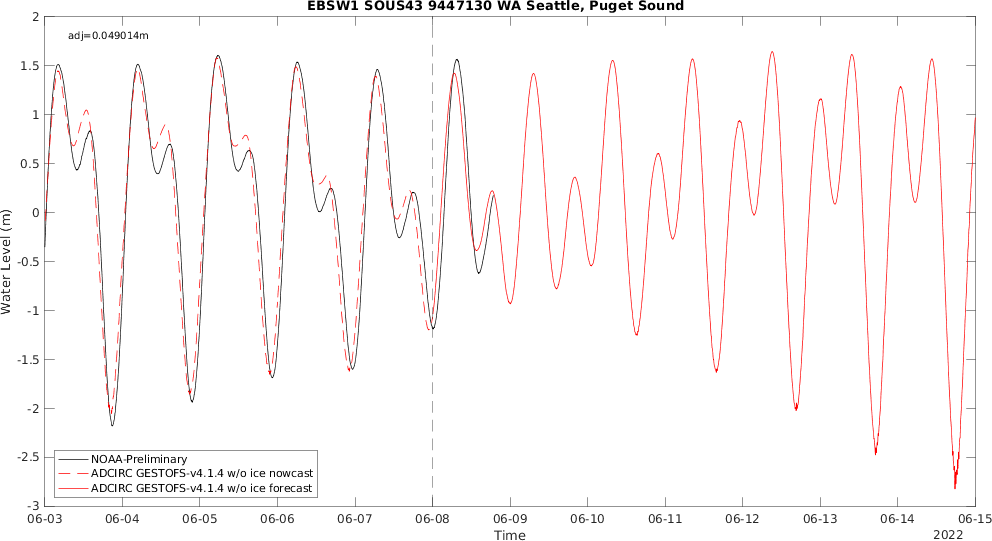 EBSW1 SOUS43 9447130 WA Seattle, Puget Sound
adj=0.049014m
2
1.5
1
0.5
0
-0.5
-1
-1.5
-2
-2.5
-3
Water Level (m)
NOAA-Preliminary
ADCIRC GESTOFS-v4.1.4 w/o ice nowcast
ADCIRC GESTOFS-v4.1.4 w/o ice forecast
06-03 06-04 06-05 06-06 06-07 06-08 06-09 06-10 06-11 06-12 06-13 06-14 06-15
Time
2022